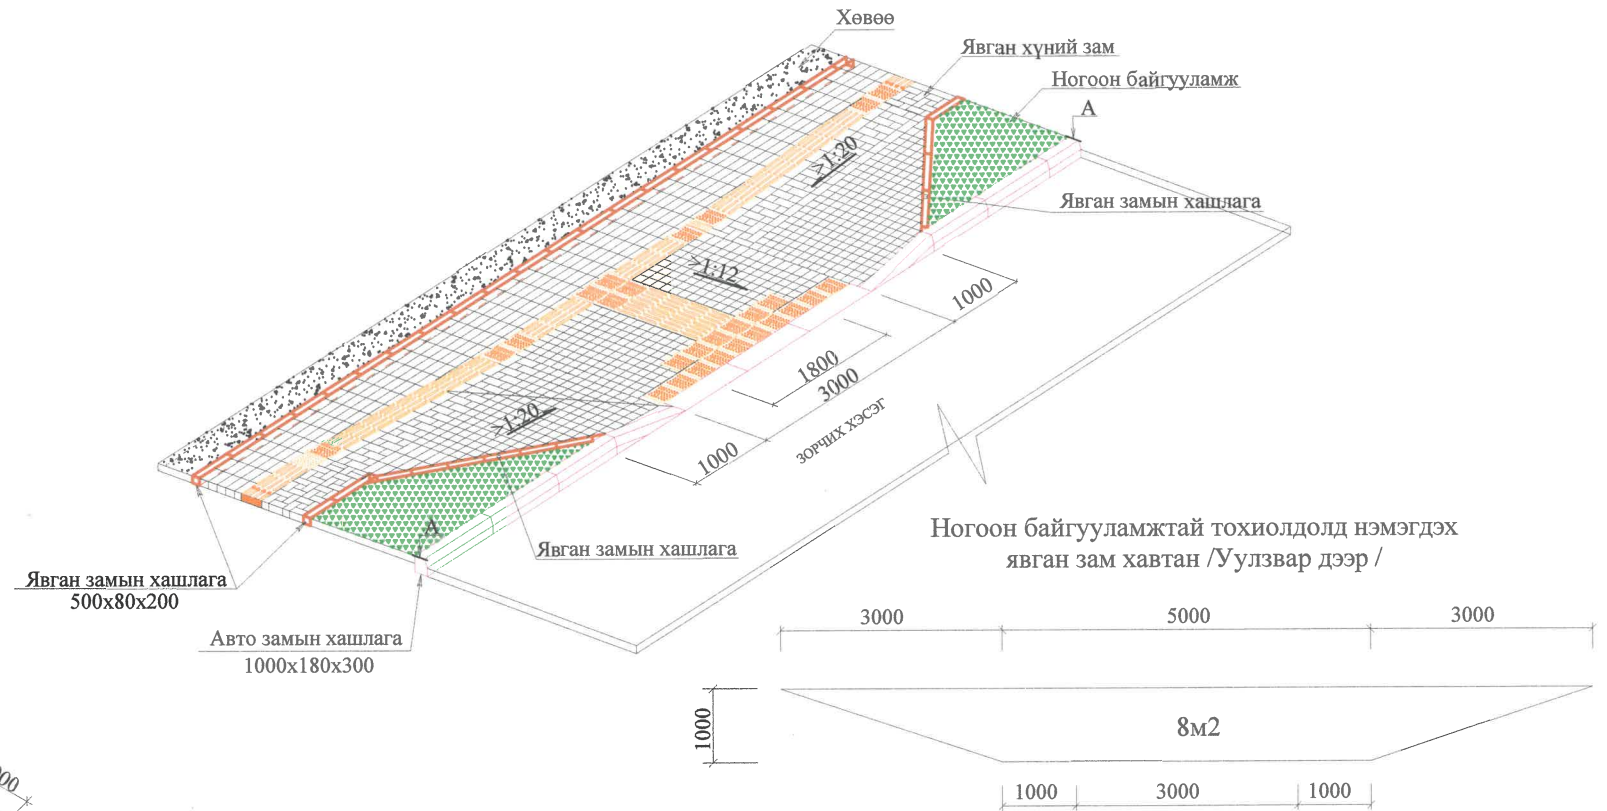 Хөвөө
Явган хүний зам
Ногоон байгууламж
А
>1:20
Явган замын хашлага
>1:12
1000
1800
3000
>1:20
1000
ЗОРЧИХ ХЭСЭГ
А
Явган замын хашлага
Явган замын хашлага
500х80х200
Авто замын хашлага
1000х180х300
Ногоон байгууламжтай тохиолдолд нэмэгдэх
явган зам хавтан /Уулзвар дээр /
3000 5000 3000
1000
8м2
1000 3000 1000